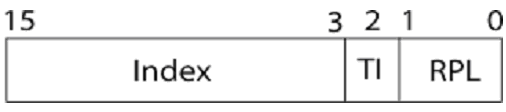 15 3 2 1 0
Index TI RPL